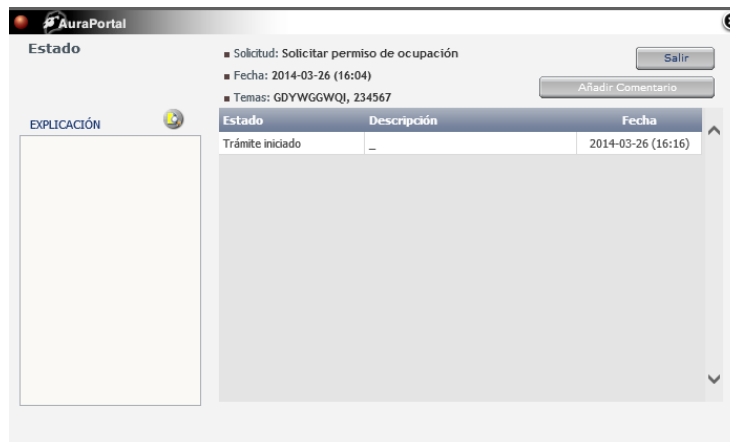 AuraPortal
Estado
Solicitud: Solicitar permiso de ocupación
Salir
Fecha: 2014-03-26 (16:04)
Añadir Comentario
Temas: GDYWGGWQI, 234567
EXPLICACIÓN
Estado Descripción Fecha
Trámite iniciado _ 2014-03-26 (16:16)